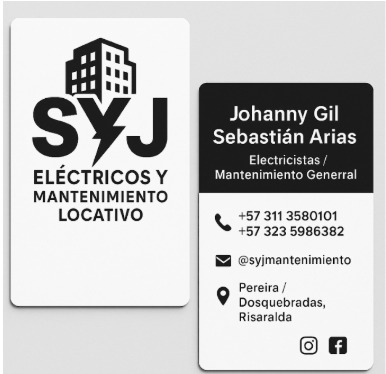 SYJ
ELÉCTRICOS Y
MANTENIMIENTO
LOCATIVO
Johanny Gil
Sebastián Arias
Electricistas /
Mantenimiento Generral
+57 311 3580101
+57 323 5986382
@syjmantenimiento
Pereira /
Dosquebradas,
Risaralda